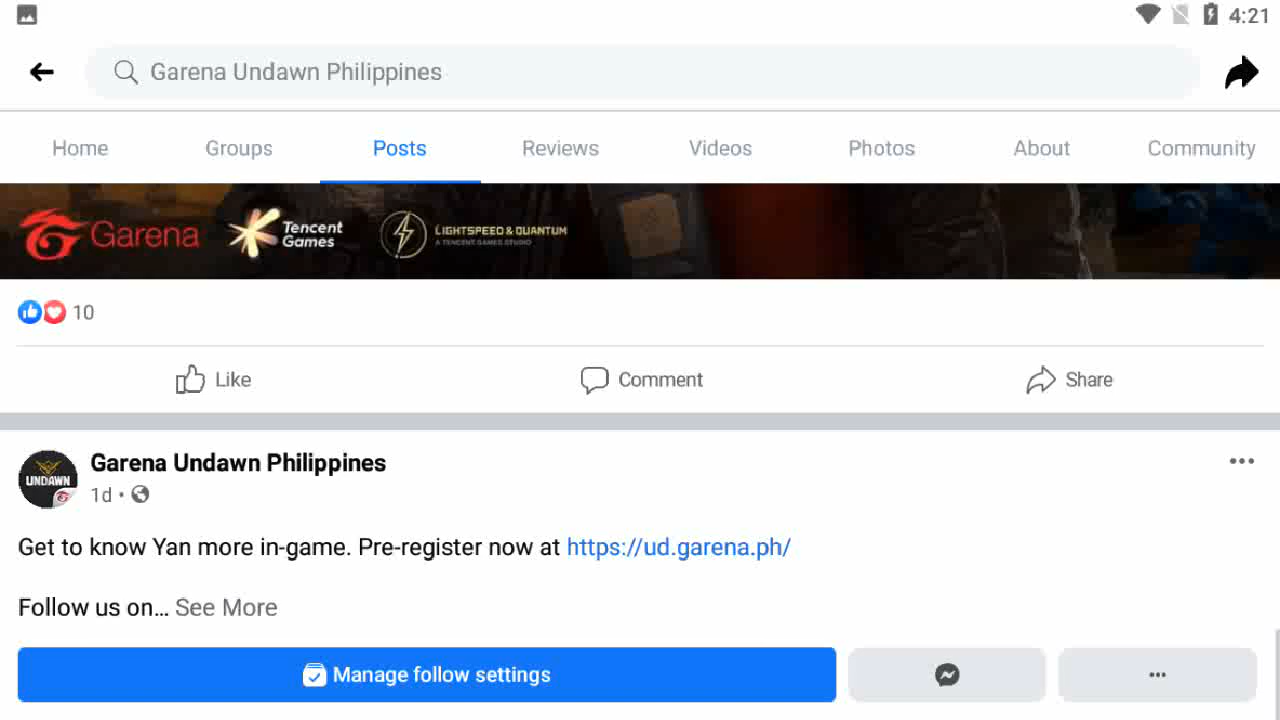 4:21
Garena Undawn Philippines
Home Groups Posts Reviews Videos Photos About Community
Garena Tencent Games LIGHTSPEED & QUANTUM A TENCENT GAMES STUDIO
10
Like Comment Share
Garena Undawn Philippines
UNDAWN
1d •
Get to know Yan more in-game. Pre-register now at https://ud.garena.ph/
Follow us on... See More
Manage follow settings